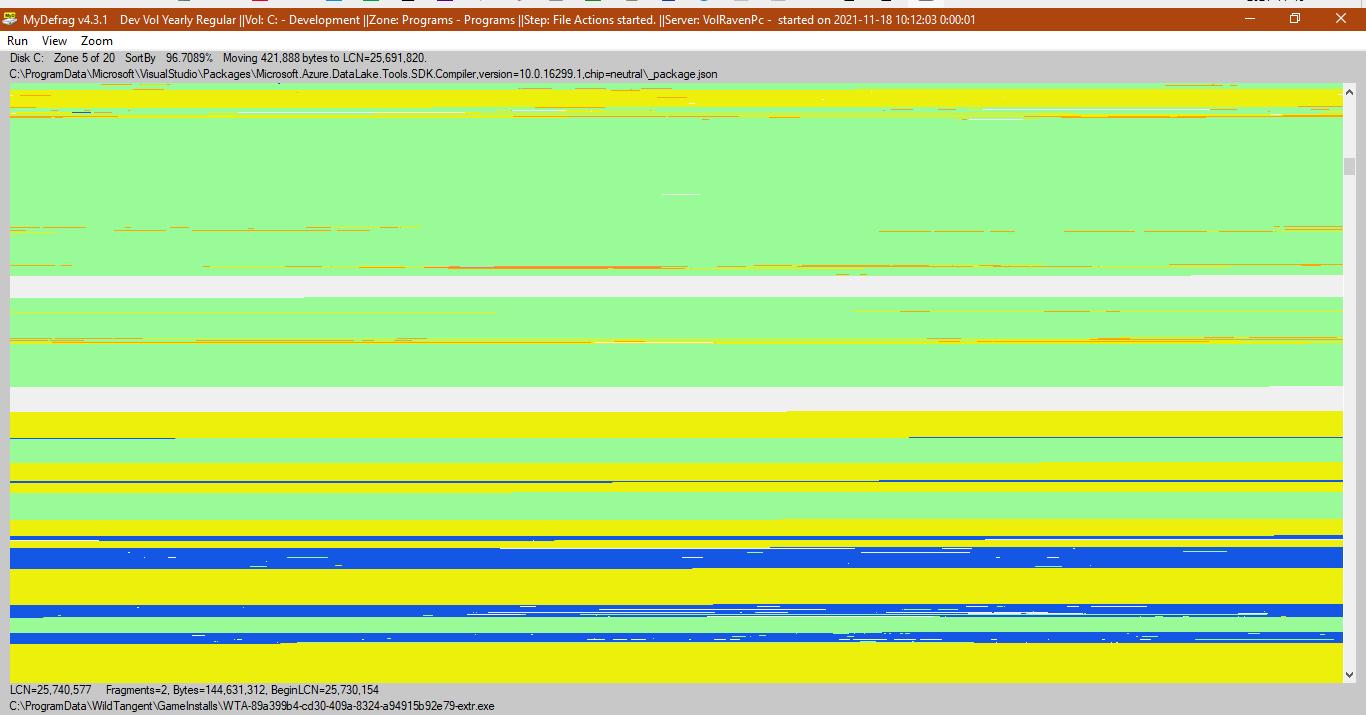 MyDefrag v4.3.1    Dev Vol Yearly Regular ||Vol: C: - Development ||Zone: Programs - Programs ||Step: File Actions started. ||Server: VolRavenPc -  started on 2021-11-18 10:12:03 0:00:01
Run View Zoom
Disk C:   Zone 5 of 20   SortBy   96.7089%   Moving 421,888 bytes to LCN=25,691,820.
C:\ProgramData\Microsoft\VisualStudio\Packages\Microsoft.Azure.DataLake.Tools.SDK.Compiler,version=10.0.16299.1,chip=neutral\_package.json
LCN=25,740,577     Fragments=2, Bytes=144,631,312, BeginLCN=25,730,154
C:\ProgramData\WildTangent\GameInstalls\WTA-89a399b4-cd30-409a-8324-a94915b92e79-extr.exe